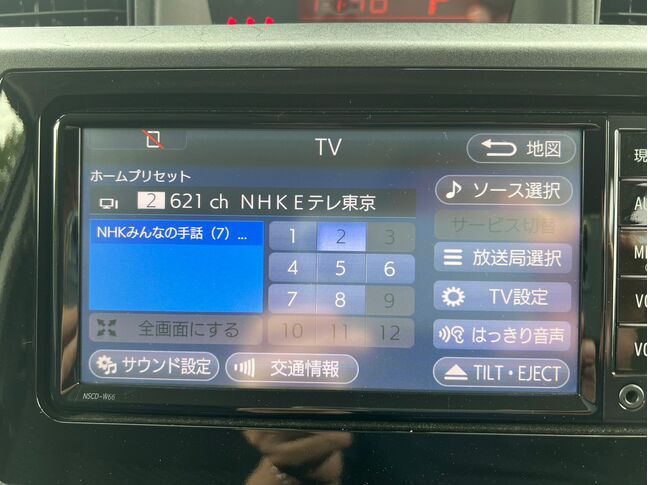 TV
地図
ホームプリセット
2 621 ch NHKEテレ東京
ソース選択
NHKみんなの手話（7）...
1 2 3
サービス切替
4 5 6
放送局選択
7 8 9
TV設定
全画面にする
10 11 12
はっきり音声
サウンド設定
交通情報
TILT・EJECT
NSCD-W66
現
AU
VO
VO